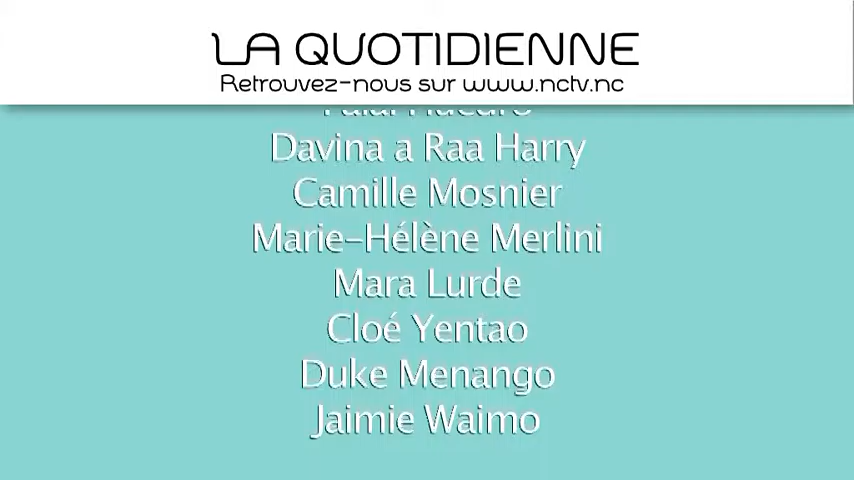 LA QUOTIDIENNE
Retrouvez-nous sur www.nctv.nc
Davina a Raa Harry
Camille Mosnier
Marie-Hélène Merlini
Mara Lurde
Cloé Yentao
Duke Menango
Jaimie Waimo